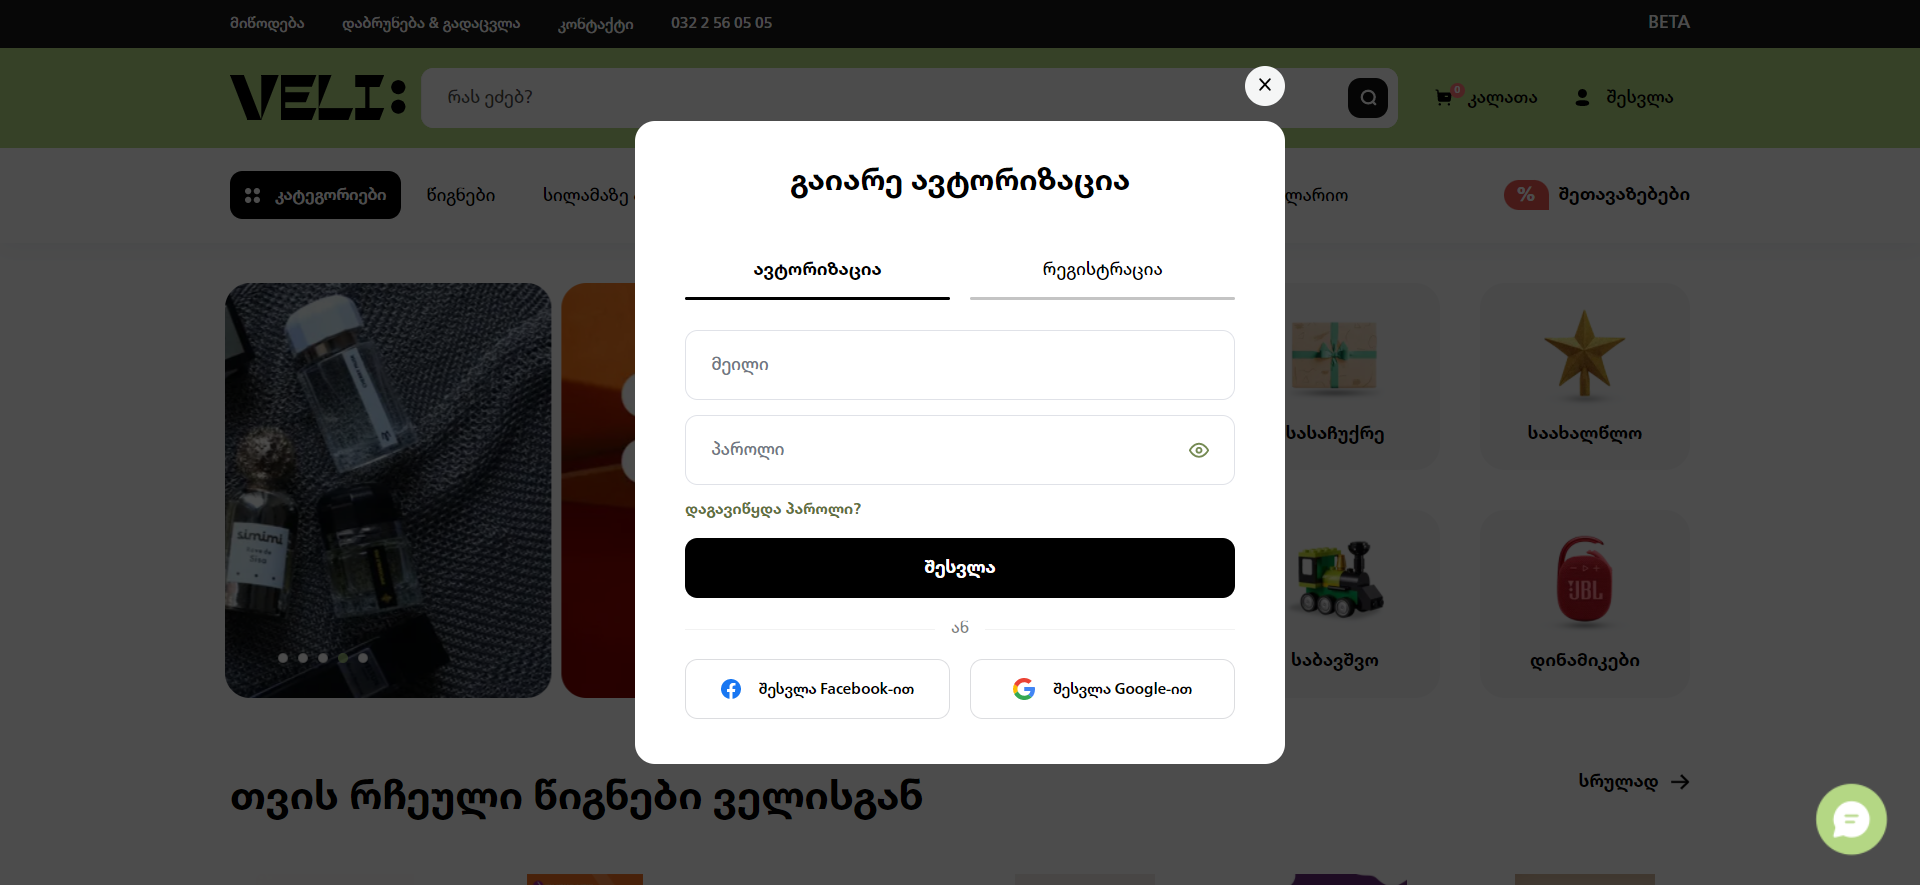 მიწოდება
დაბრუნება & გადაცვლა
კონტაქტი
032 2 56 05 05
BETA
VELI:
რას ეძებ?
0
კალათა
შესვლა
კატეგორიები
წიგნები
სილამაზე
ლარიო
%
შეთავაზებები
გაიარე ავტორიზაცია
ავტორიზაცია
რეგისტრაცია
მეილი
პაროლი
დაგავიწყდა პაროლი?
შესვლა
ან
შესვლა Facebook-ით
შესვლა Google-ით
simimi
სასაჩუქრე
საახალწლო
JBL
საბავშვო
დინამიკები
თვის რჩეული წიგნები ველისგან
სრულად